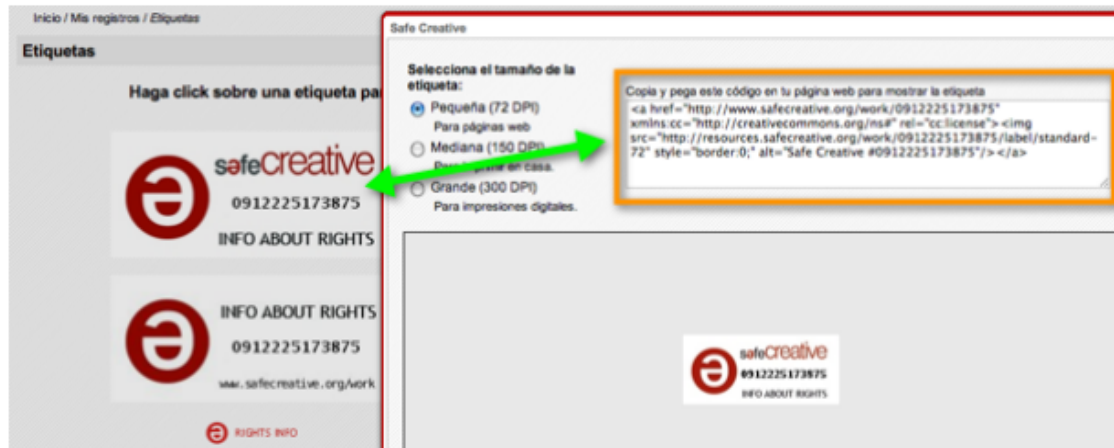 Inicio / Mis registros / Etiquetas
Etiquetas
Haga click sobre una etiqueta
safeCreative
0912225173875
INFO ABOUT RIGHTS
INFO ABOUT RIGHTS
0912225173875
www.safecreative.org/work
RIGHTS INFO
Safe Creative
Selecciona el tamaño de la
etiqueta:
Pequeña (72 DPI)
Para páginas web
Mediana (150 DPI)
Para imprimir en casa.
Grande (300 DPI)
Para impresiones digitales.
Copia y pega este código en tu página web para mostrar la etiqueta
<a href="http://www.safecreative.org/work/0912225173875"
xmlns:cc="http://creativecommons.org/ns#" rel="cc:license"><img
src="http://resources.safecreative.org/work/0912225173875/label/standard-
72" style="border:0;" alt="Safe Creative #0912225173875"/></a>
safeCreative
0912225173875
INFO ABOUT RIGHTS